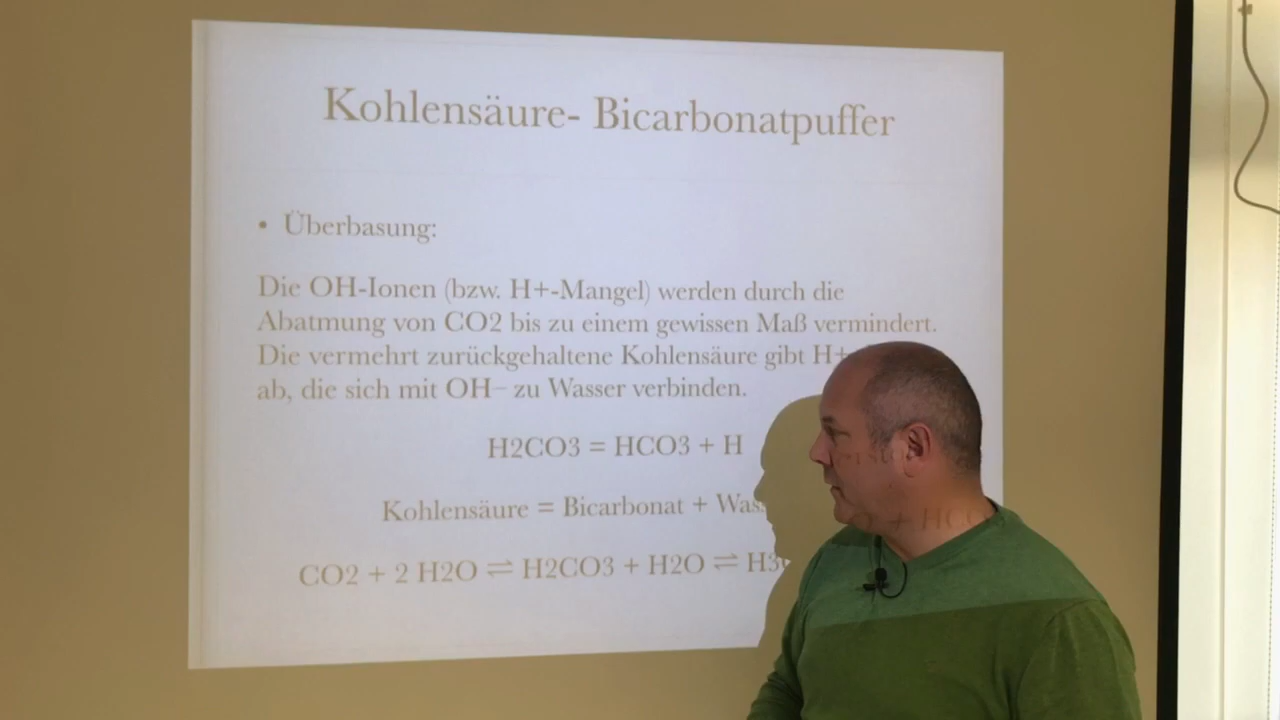 Kohlensäure- Bicarbonatpuffer
• Überbasung:
Die OH-Ionen (bzw. H+-Mangel) werden durch die
Abatmung von CO2 bis zu einem gewissen Maß vermindert.
Die vermehrt zurückgehaltene Kohlensäure gibt H+
ab, die sich mit OH– zu Wasser verbinden.
H2CO3 = HCO3 + H
Kohlensäure = Bicarbonat +
CO2 + 2 H2O ⇌ H2CO3 + H2O ⇌